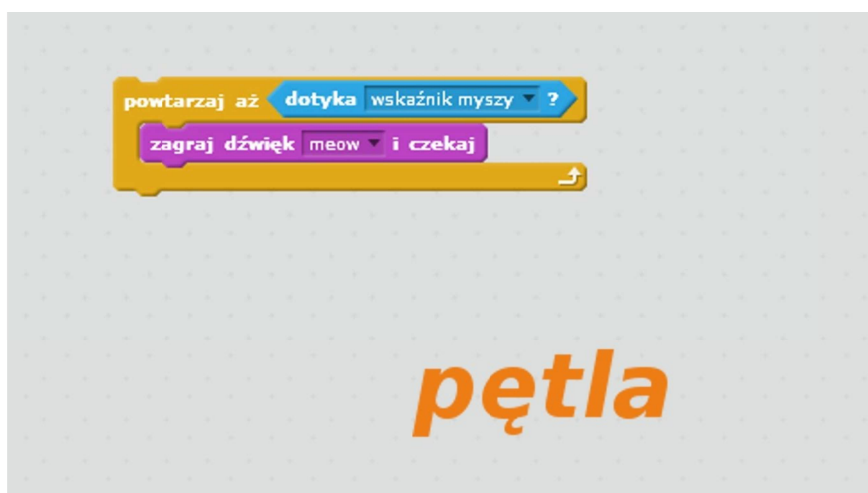 powtarzaj aż dotyka wskaźnik myszy ?
zagraj dźwięk meow i czekaj
pętla